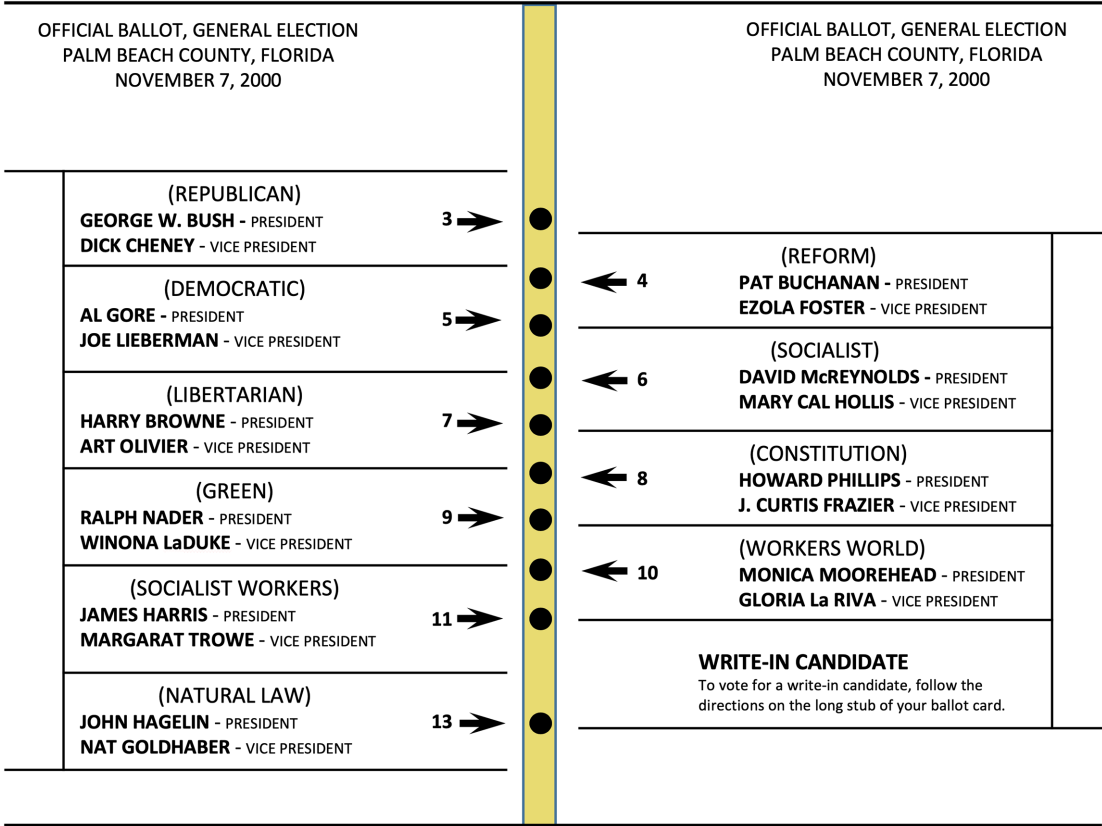 OFFICIAL BALLOT, GENERAL ELECTION
PALM BEACH COUNTY, FLORIDA
NOVEMBER 7, 2000
(REPUBLICAN)
GEORGE W. BUSH - PRESIDENT
DICK CHENEY - VICE PRESIDENT
3
(DEMOCRATIC)
AL GORE - PRESIDENT
JOE LIEBERMAN - VICE PRESIDENT
5
(LIBERTARIAN)
HARRY BROWNE - PRESIDENT
ART OLIVIER - VICE PRESIDENT
7
(GREEN)
RALPH NADER - PRESIDENT
WINONA LaDUKE - VICE PRESIDENT
9
(SOCIALIST WORKERS)
JAMES HARRIS - PRESIDENT
MARGARAT TROWE - VICE PRESIDENT
11
(NATURAL LAW)
JOHN HAGELIN - PRESIDENT
NAT GOLDHABER - VICE PRESIDENT
13
OFFICIAL BALLOT, GENERAL ELECTION
PALM BEACH COUNTY, FLORIDA
NOVEMBER 7, 2000
(REFORM)
4
PAT BUCHANAN - PRESIDENT
EZOLA FOSTER - VICE PRESIDENT
(SOCIALIST)
6
DAVID McREYNOLDS - PRESIDENT
MARY CAL HOLLIS - VICE PRESIDENT
(CONSTITUTION)
8
HOWARD PHILLIPS - PRESIDENT
J. CURTIS FRAZIER - VICE PRESIDENT
(WORKERS WORLD)
10
MONICA MOOREHEAD - PRESIDENT
GLORIA La RIVA - VICE PRESIDENT
WRITE-IN CANDIDATE
To vote for a write-in candidate, follow the
directions on the long stub of your ballot card.